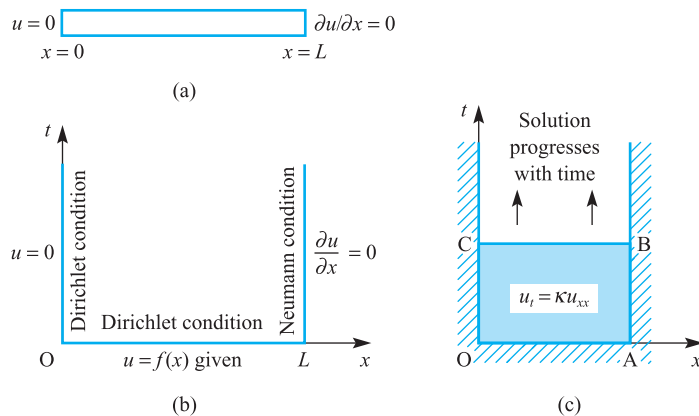 u = 0
∂u/∂x = 0
x = 0
x = L
(a)
t
u = 0
Dirichlet condition
Neumann condition
∂u/∂x = 0
Dirichlet condition
O
u = f(x) given
L
x
(b)
t
Solution
progresses
with time
C
B
u_t = κu_xx
O
A
x
(c)